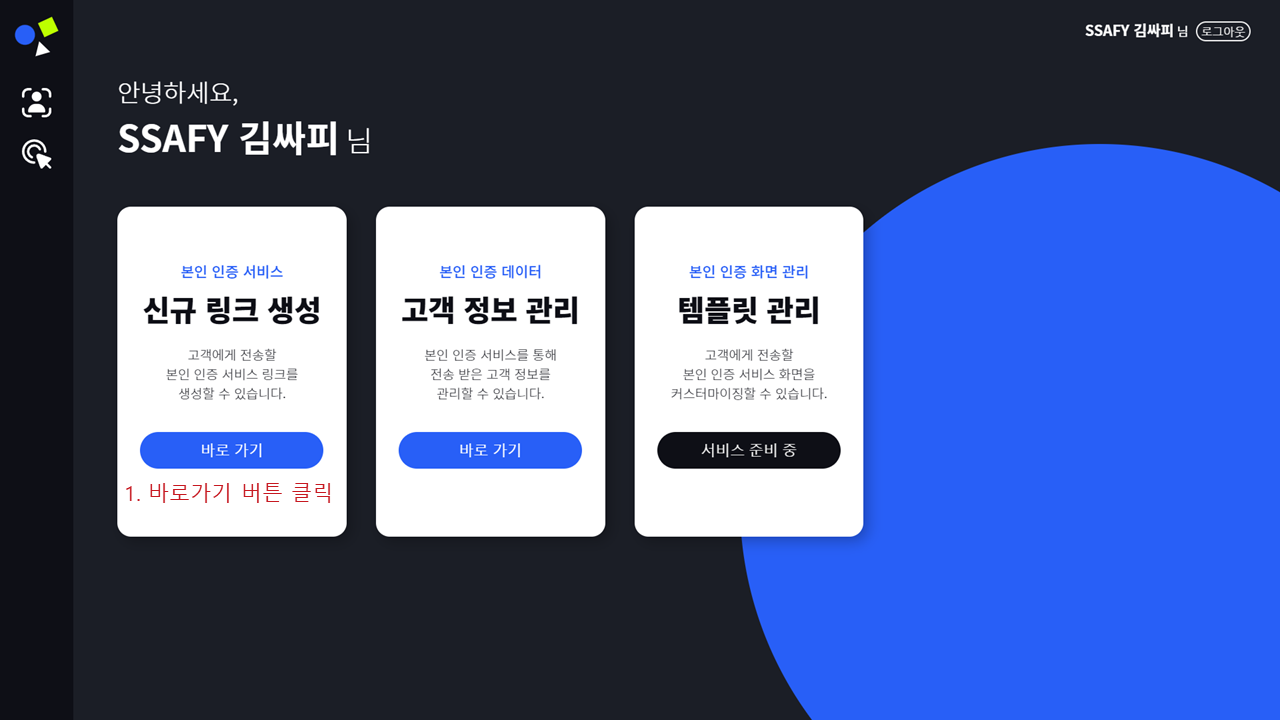 SSAFY 김싸피 님 로그아웃
안녕하세요,
SSAFY 김싸피 님
본인 인증 서비스
신규 링크 생성
고객에게 전송할
본인 인증 서비스 링크를
생성할 수 있습니다.
바로 가기
1. 바로가기 버튼 클릭
본인 인증 데이터
고객 정보 관리
본인 인증 서비스를 통해
전송 받은 고객 정보를
관리할 수 있습니다.
바로 가기
본인 인증 화면 관리
템플릿 관리
고객에게 전송할
본인 인증 서비스 화면을
커스터마이징할 수 있습니다.
서비스 준비 중